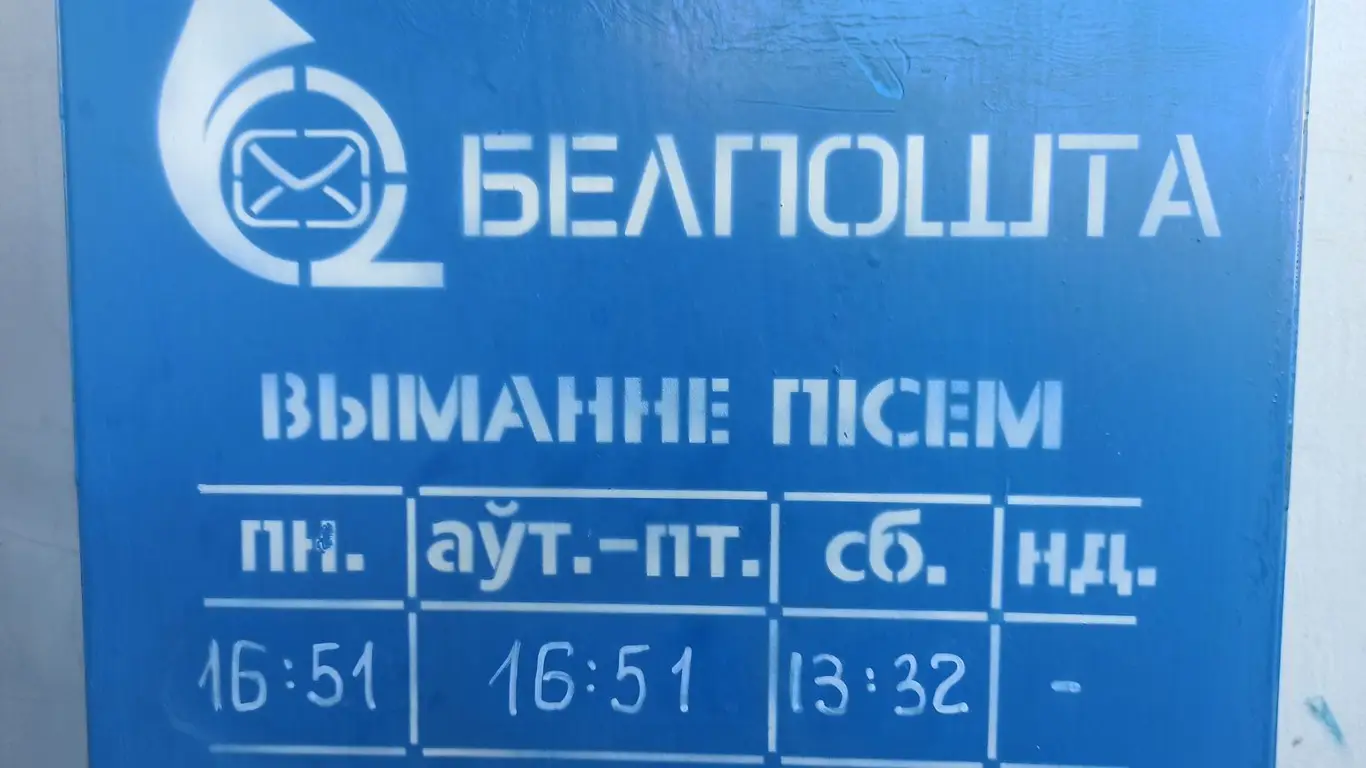 БЕЛПОШТА
ВЫМАННЕ ПІСЕМ
пн. аўт.-пт. сб. нд.
16:51 16:51 13:32 -